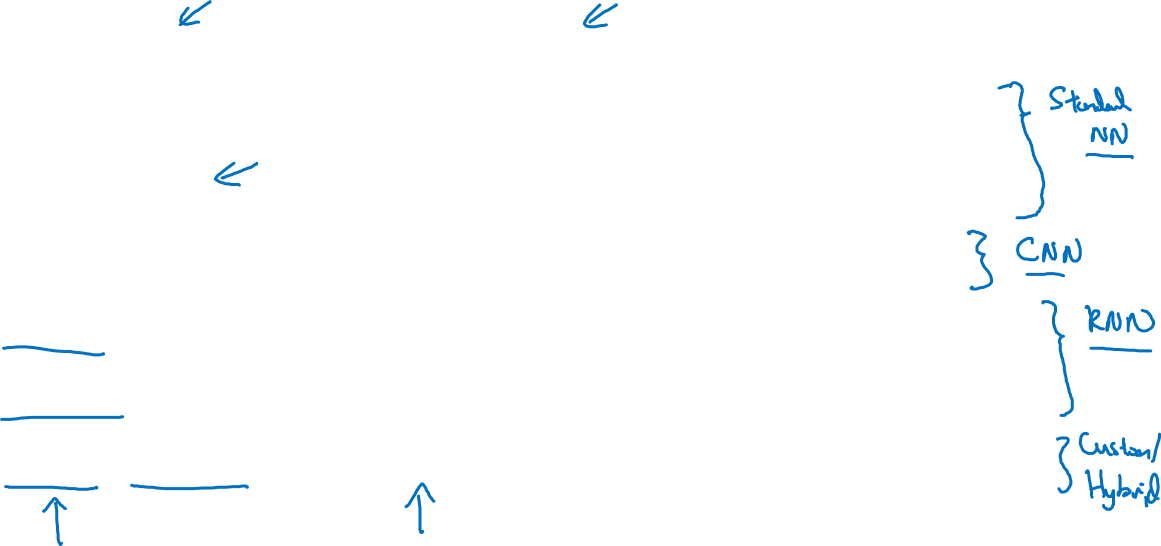 Standard
NN
CNN
RNN
Custom/
Hybrid